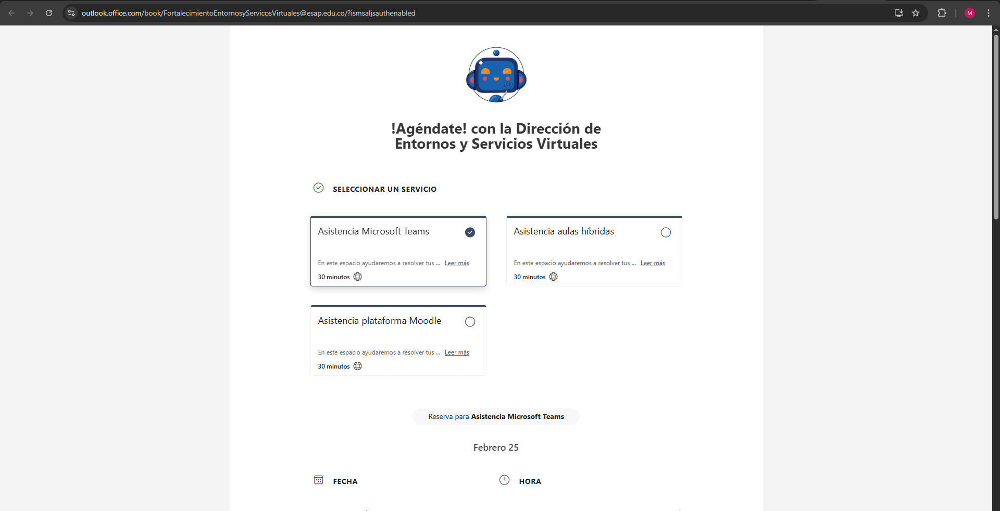 outlook.office.com/book/FortalecimientoEntornosyServicosVirtuales@esap.edu.co/?ismsaljsauthenabled
M
!Agéndate! con la Dirección de
Entornos y Servicios Virtuales
SELECCIONAR UN SERVICIO
Asistencia Microsoft Teams
En este espacio ayudaremos a resolver tus ... Leer más
30 minutos
Asistencia aulas híbridas
En este espacio ayudaremos a resolver tus ... Leer más
30 minutos
Asistencia plataforma Moodle
En este espacio ayudaremos a resolver tus ... Leer más
30 minutos
Reserva para Asistencia Microsoft Teams
Febrero 25
FECHA
HORA